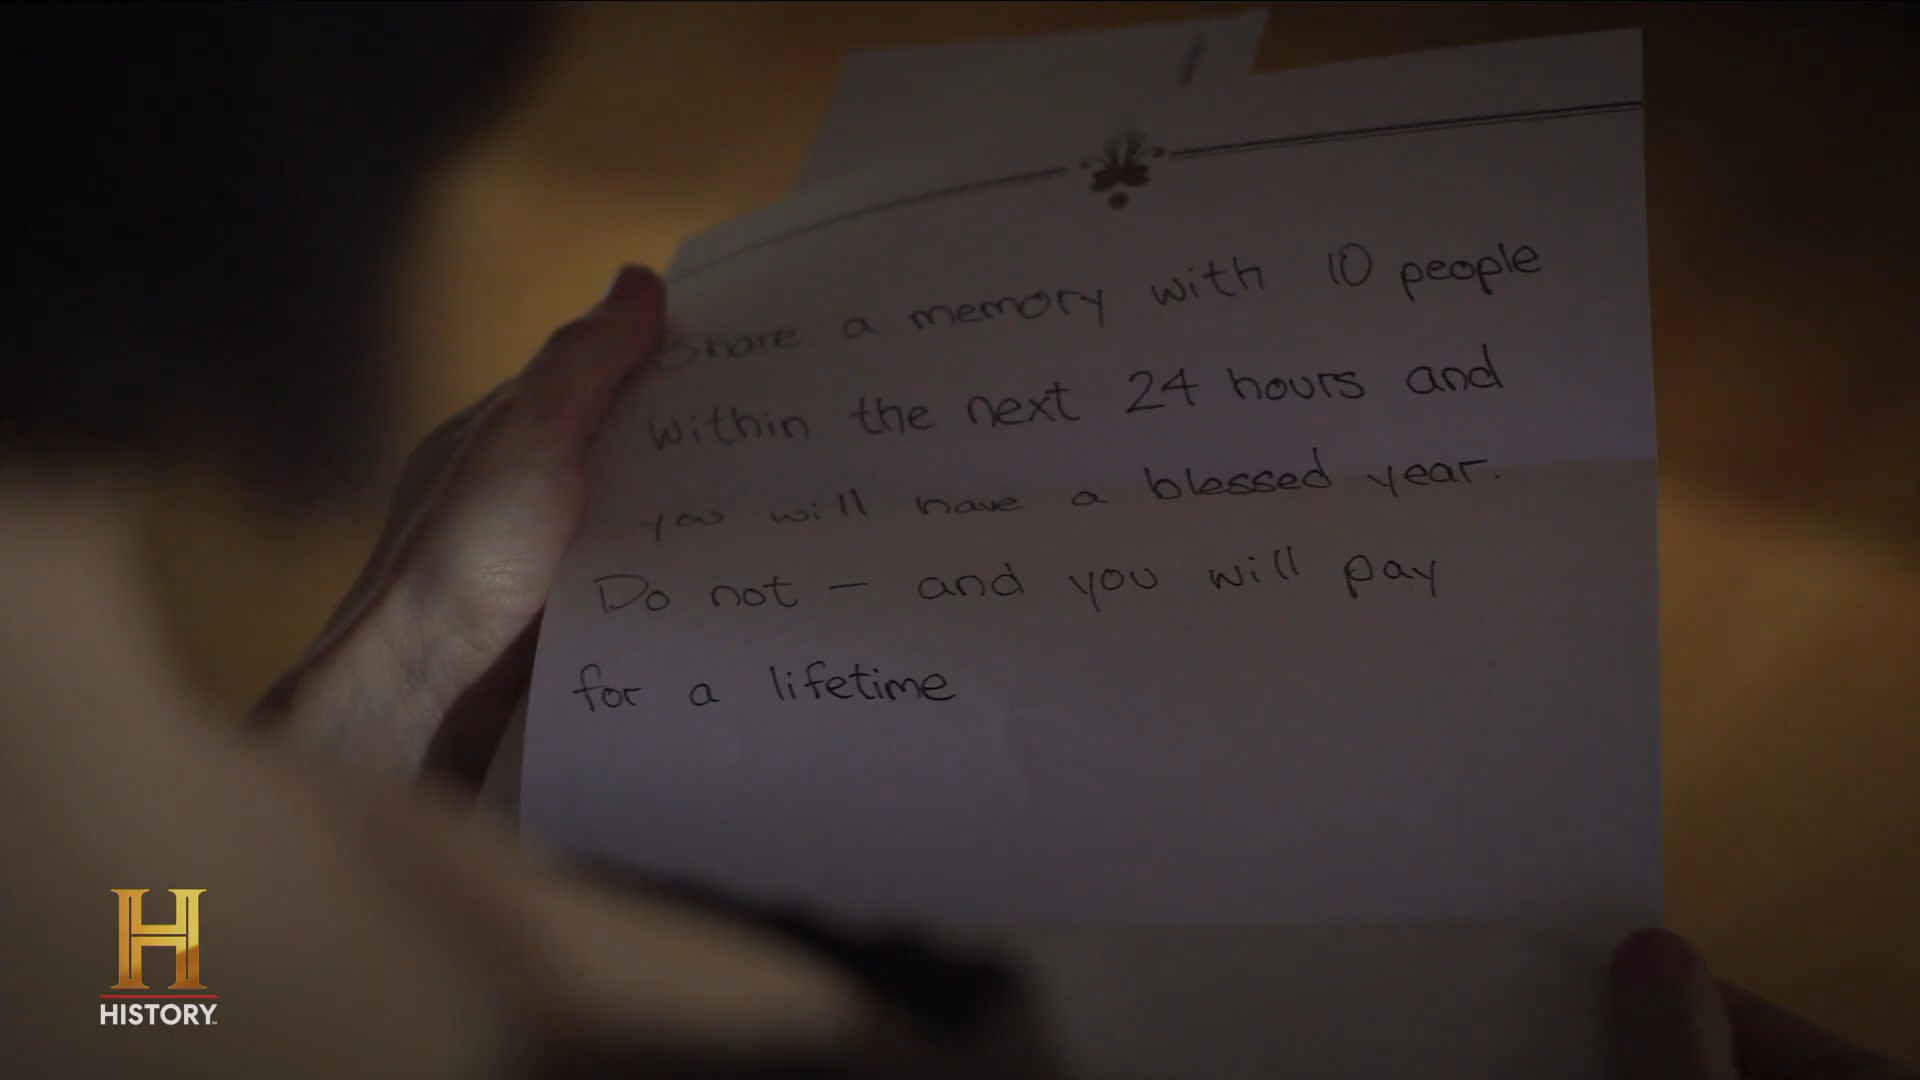 Share a memory with 10 people
within the next 24 hours and
you will have a blessed year.
Do not – and you will pay
for a lifetime
H
HISTORY